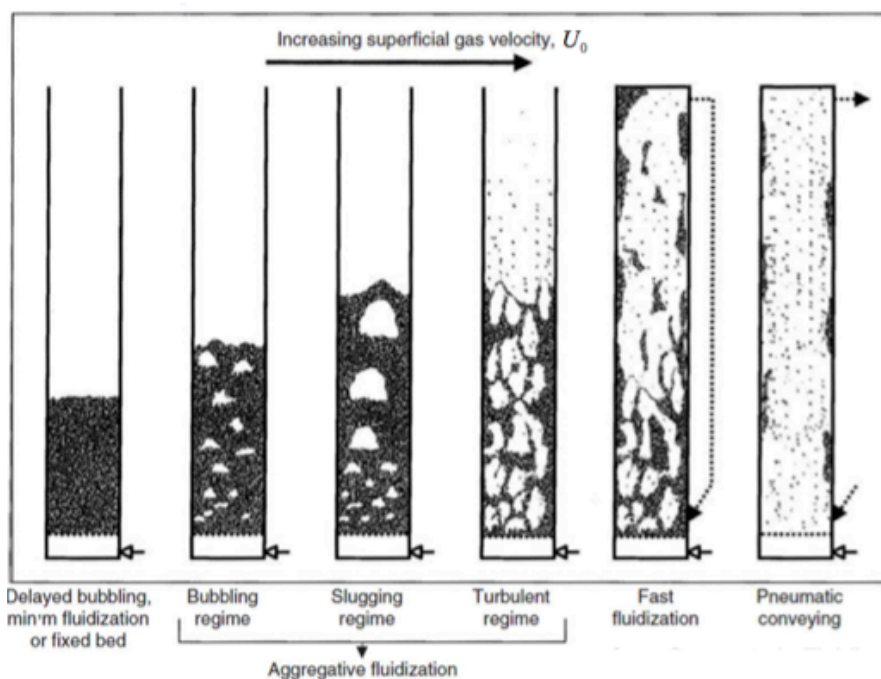 Increasing superficial gas velocity, U₀
Delayed bubbling,
min'm fluidization
or fixed bed
Bubbling
regime
Slugging
regime
Turbulent
regime
Fast
fluidization
Pneumatic
conveying
Aggregative fluidization